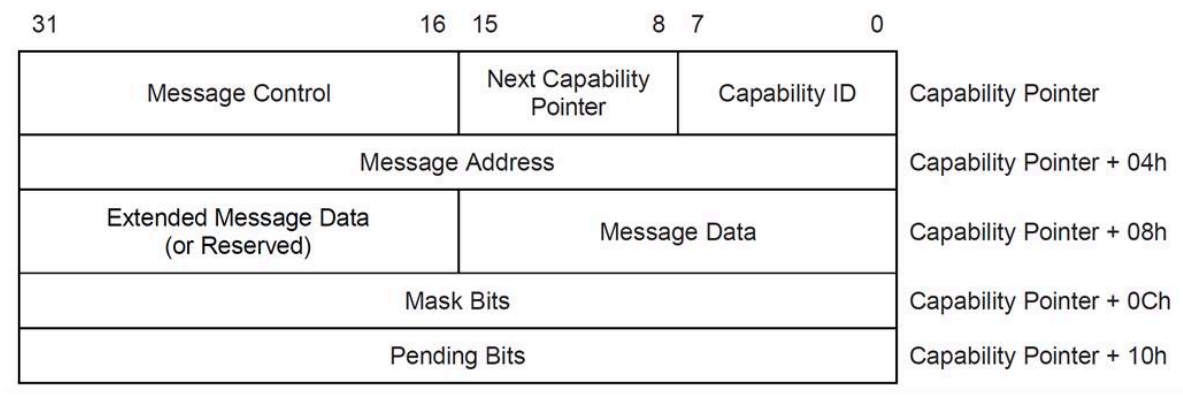 31 16 15 8 7 0
Message Control
Next Capability
Pointer
Capability ID
Capability Pointer
Message Address
Capability Pointer + 04h
Extended Message Data
(or Reserved)
Message Data
Capability Pointer + 08h
Mask Bits
Capability Pointer + 0Ch
Pending Bits
Capability Pointer + 10h